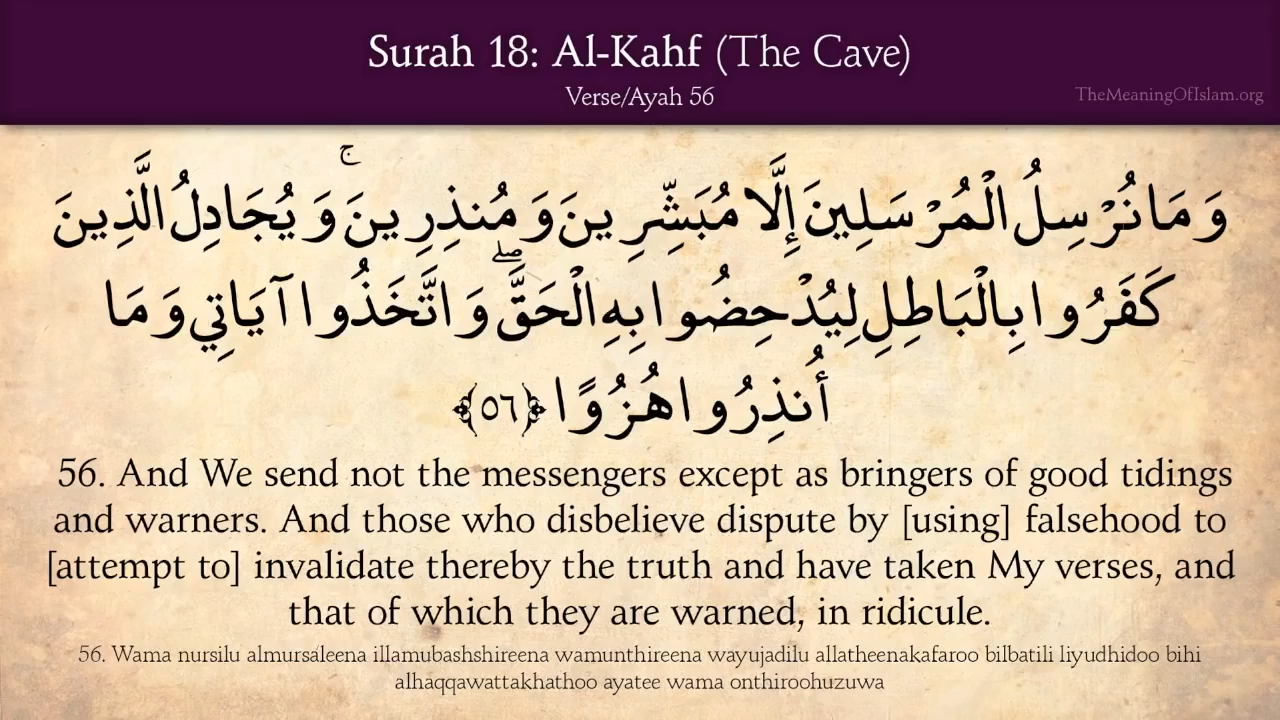 Surah 18: Al-Kahf (The Cave)
Verse/Ayah 56
TheMeaningOfIslam.org
وَمَا نُرْسِلُ الْمُرْسَلِينَ إِلَّا مُبَشِّرِينَ وَمُنذِرِينَ ۚ وَيُجَادِلُ الَّذِينَ
كَفَرُوا بِالْبَاطِلِ لِيُدْحِضُوا بِهِ الْحَقَّ ۖ وَاتَّخَذُوا آيَاتِي وَمَا
أُنذِرُوا هُزُوًا ﴿٥٦﴾
56. And We send not the messengers except as bringers of good tidings
and warners. And those who disbelieve dispute by [using] falsehood to
[attempt to] invalidate thereby the truth and have taken My verses, and
that of which they are warned, in ridicule.
56. Wama nursilu almursaleena illamubashshireena wamunthireena wayujadilu allatheenakafaroo bilbatili liyudhidoo bihi
alhaqqawattakhathoo ayatee wama onthiroohuzuwa